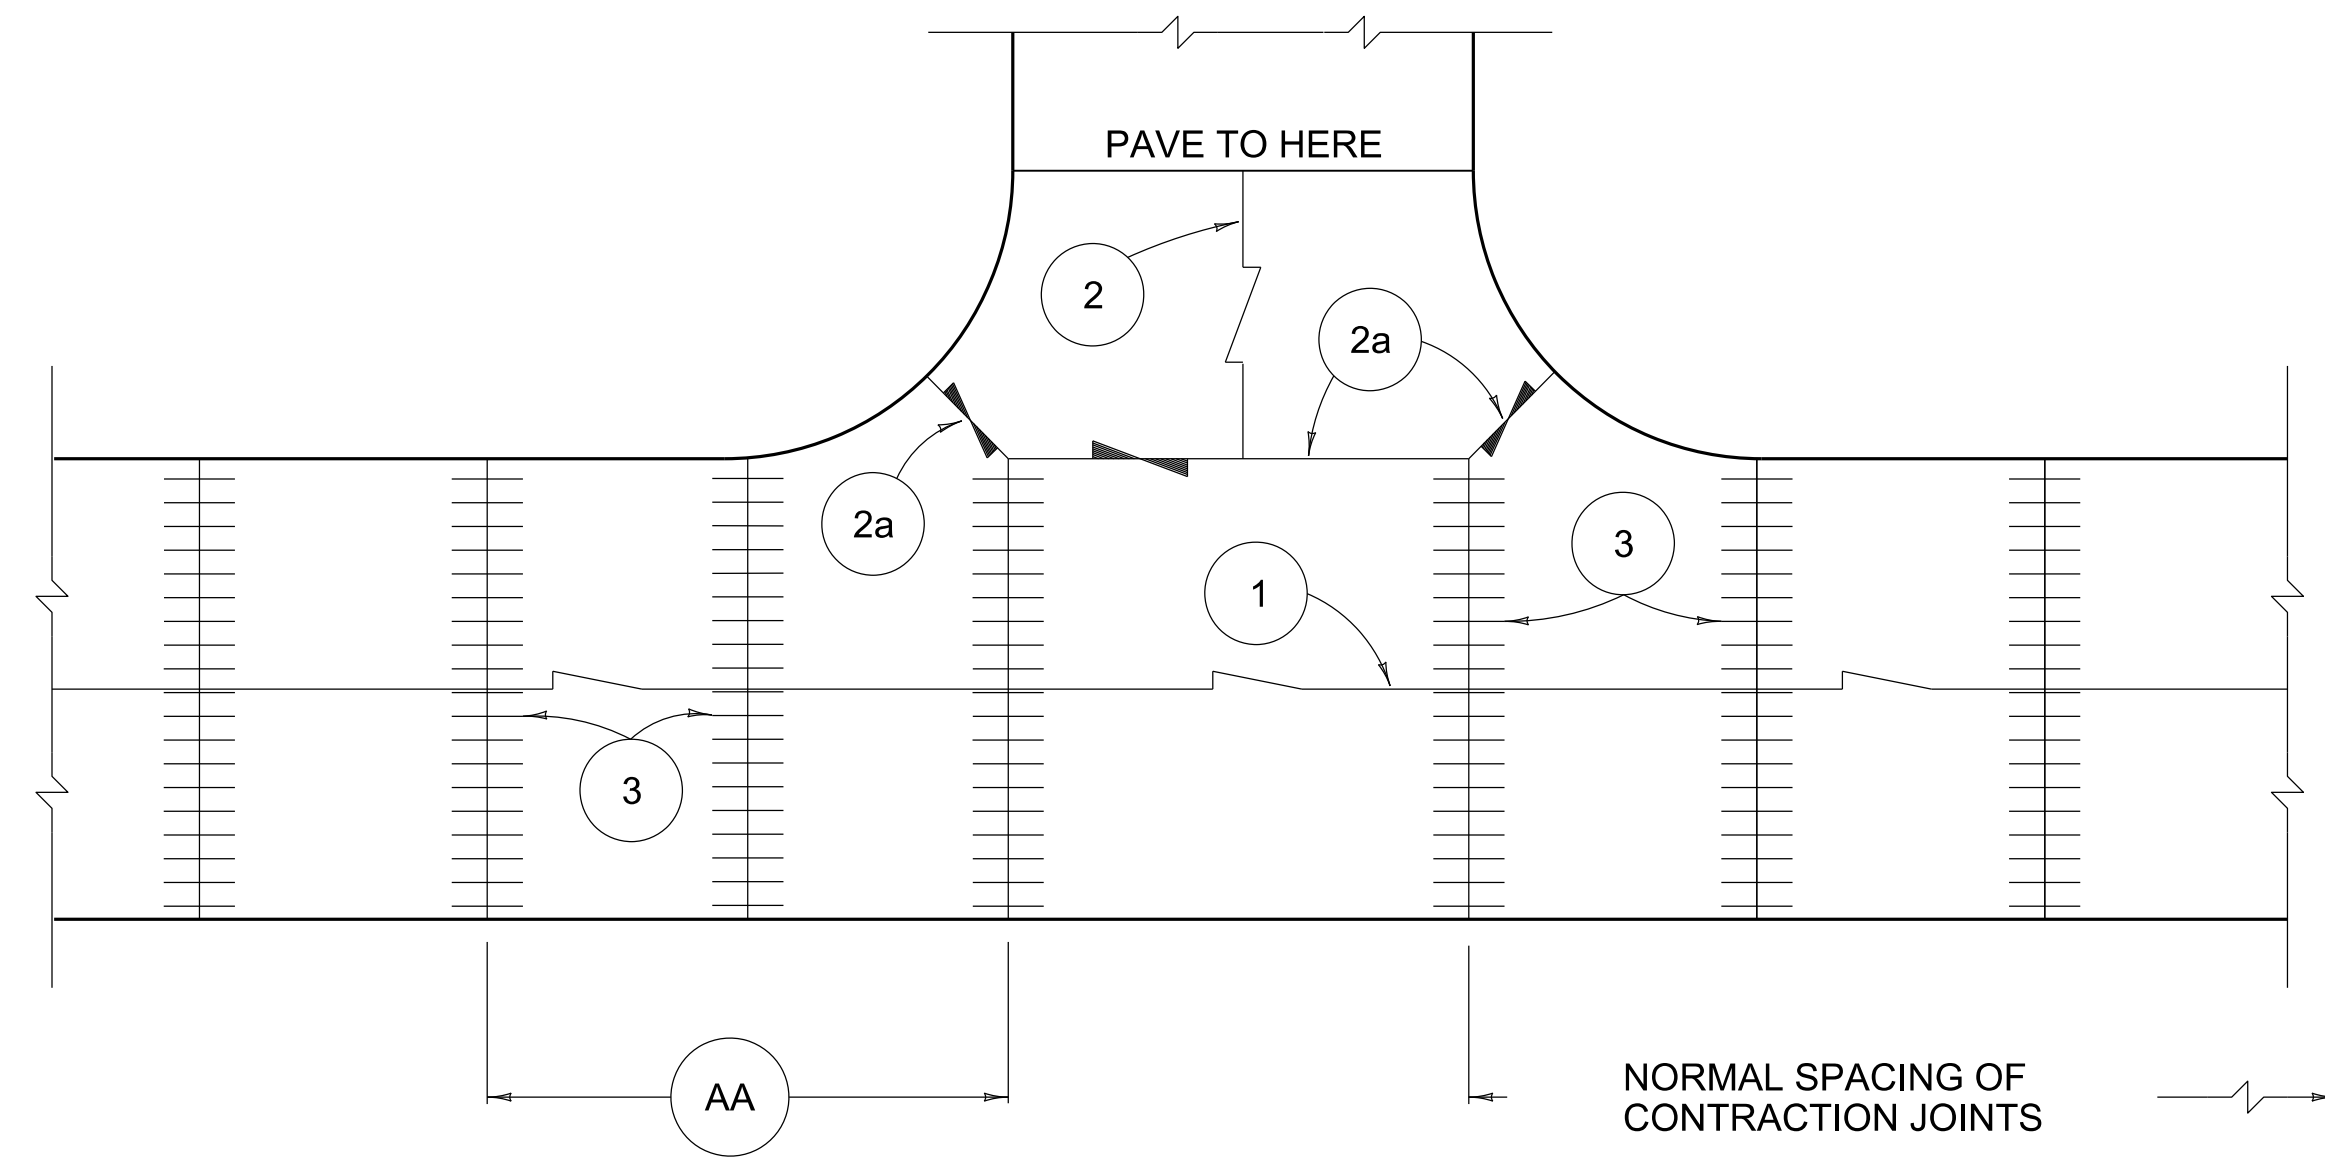 PAVE TO HERE
2
2a
2a
1
3
3
AA
NORMAL SPACING OF
CONTRACTION JOINTS